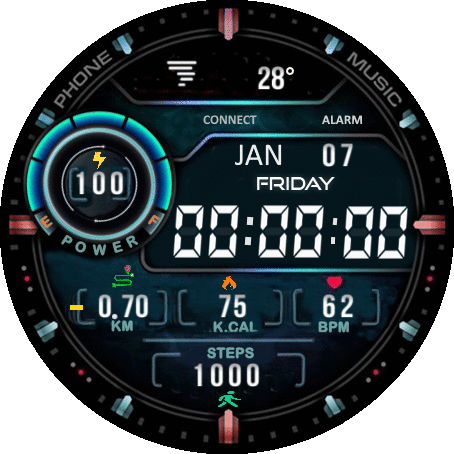 28°
PHONE
MUSIC
CONNECT ALARM
JAN 07
FRIDAY
100
00:00:00
E F
POWER
0.70 75 62
KM K.CAL BPM
STEPS
1000